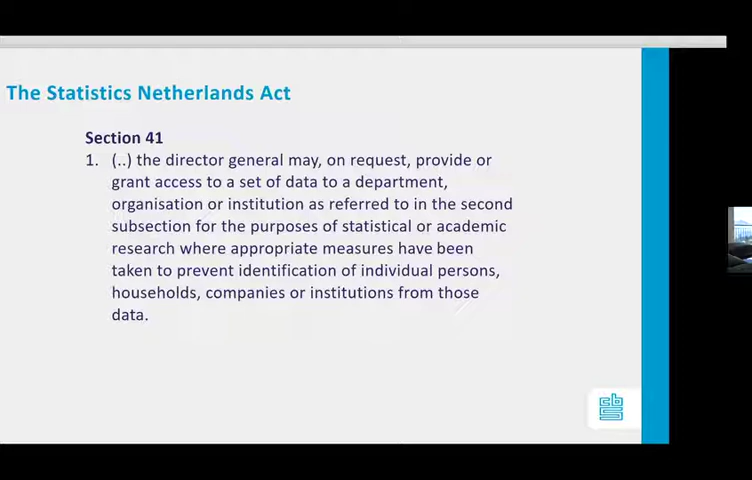 The Statistics Netherlands Act
Section 41
1. (..) the director general may, on request, provide or
grant access to a set of data to a department,
organisation or institution as referred to in the second
subsection for the purposes of statistical or academic
research where appropriate measures have been
taken to prevent identification of individual persons,
households, companies or institutions from those
data.
cbs